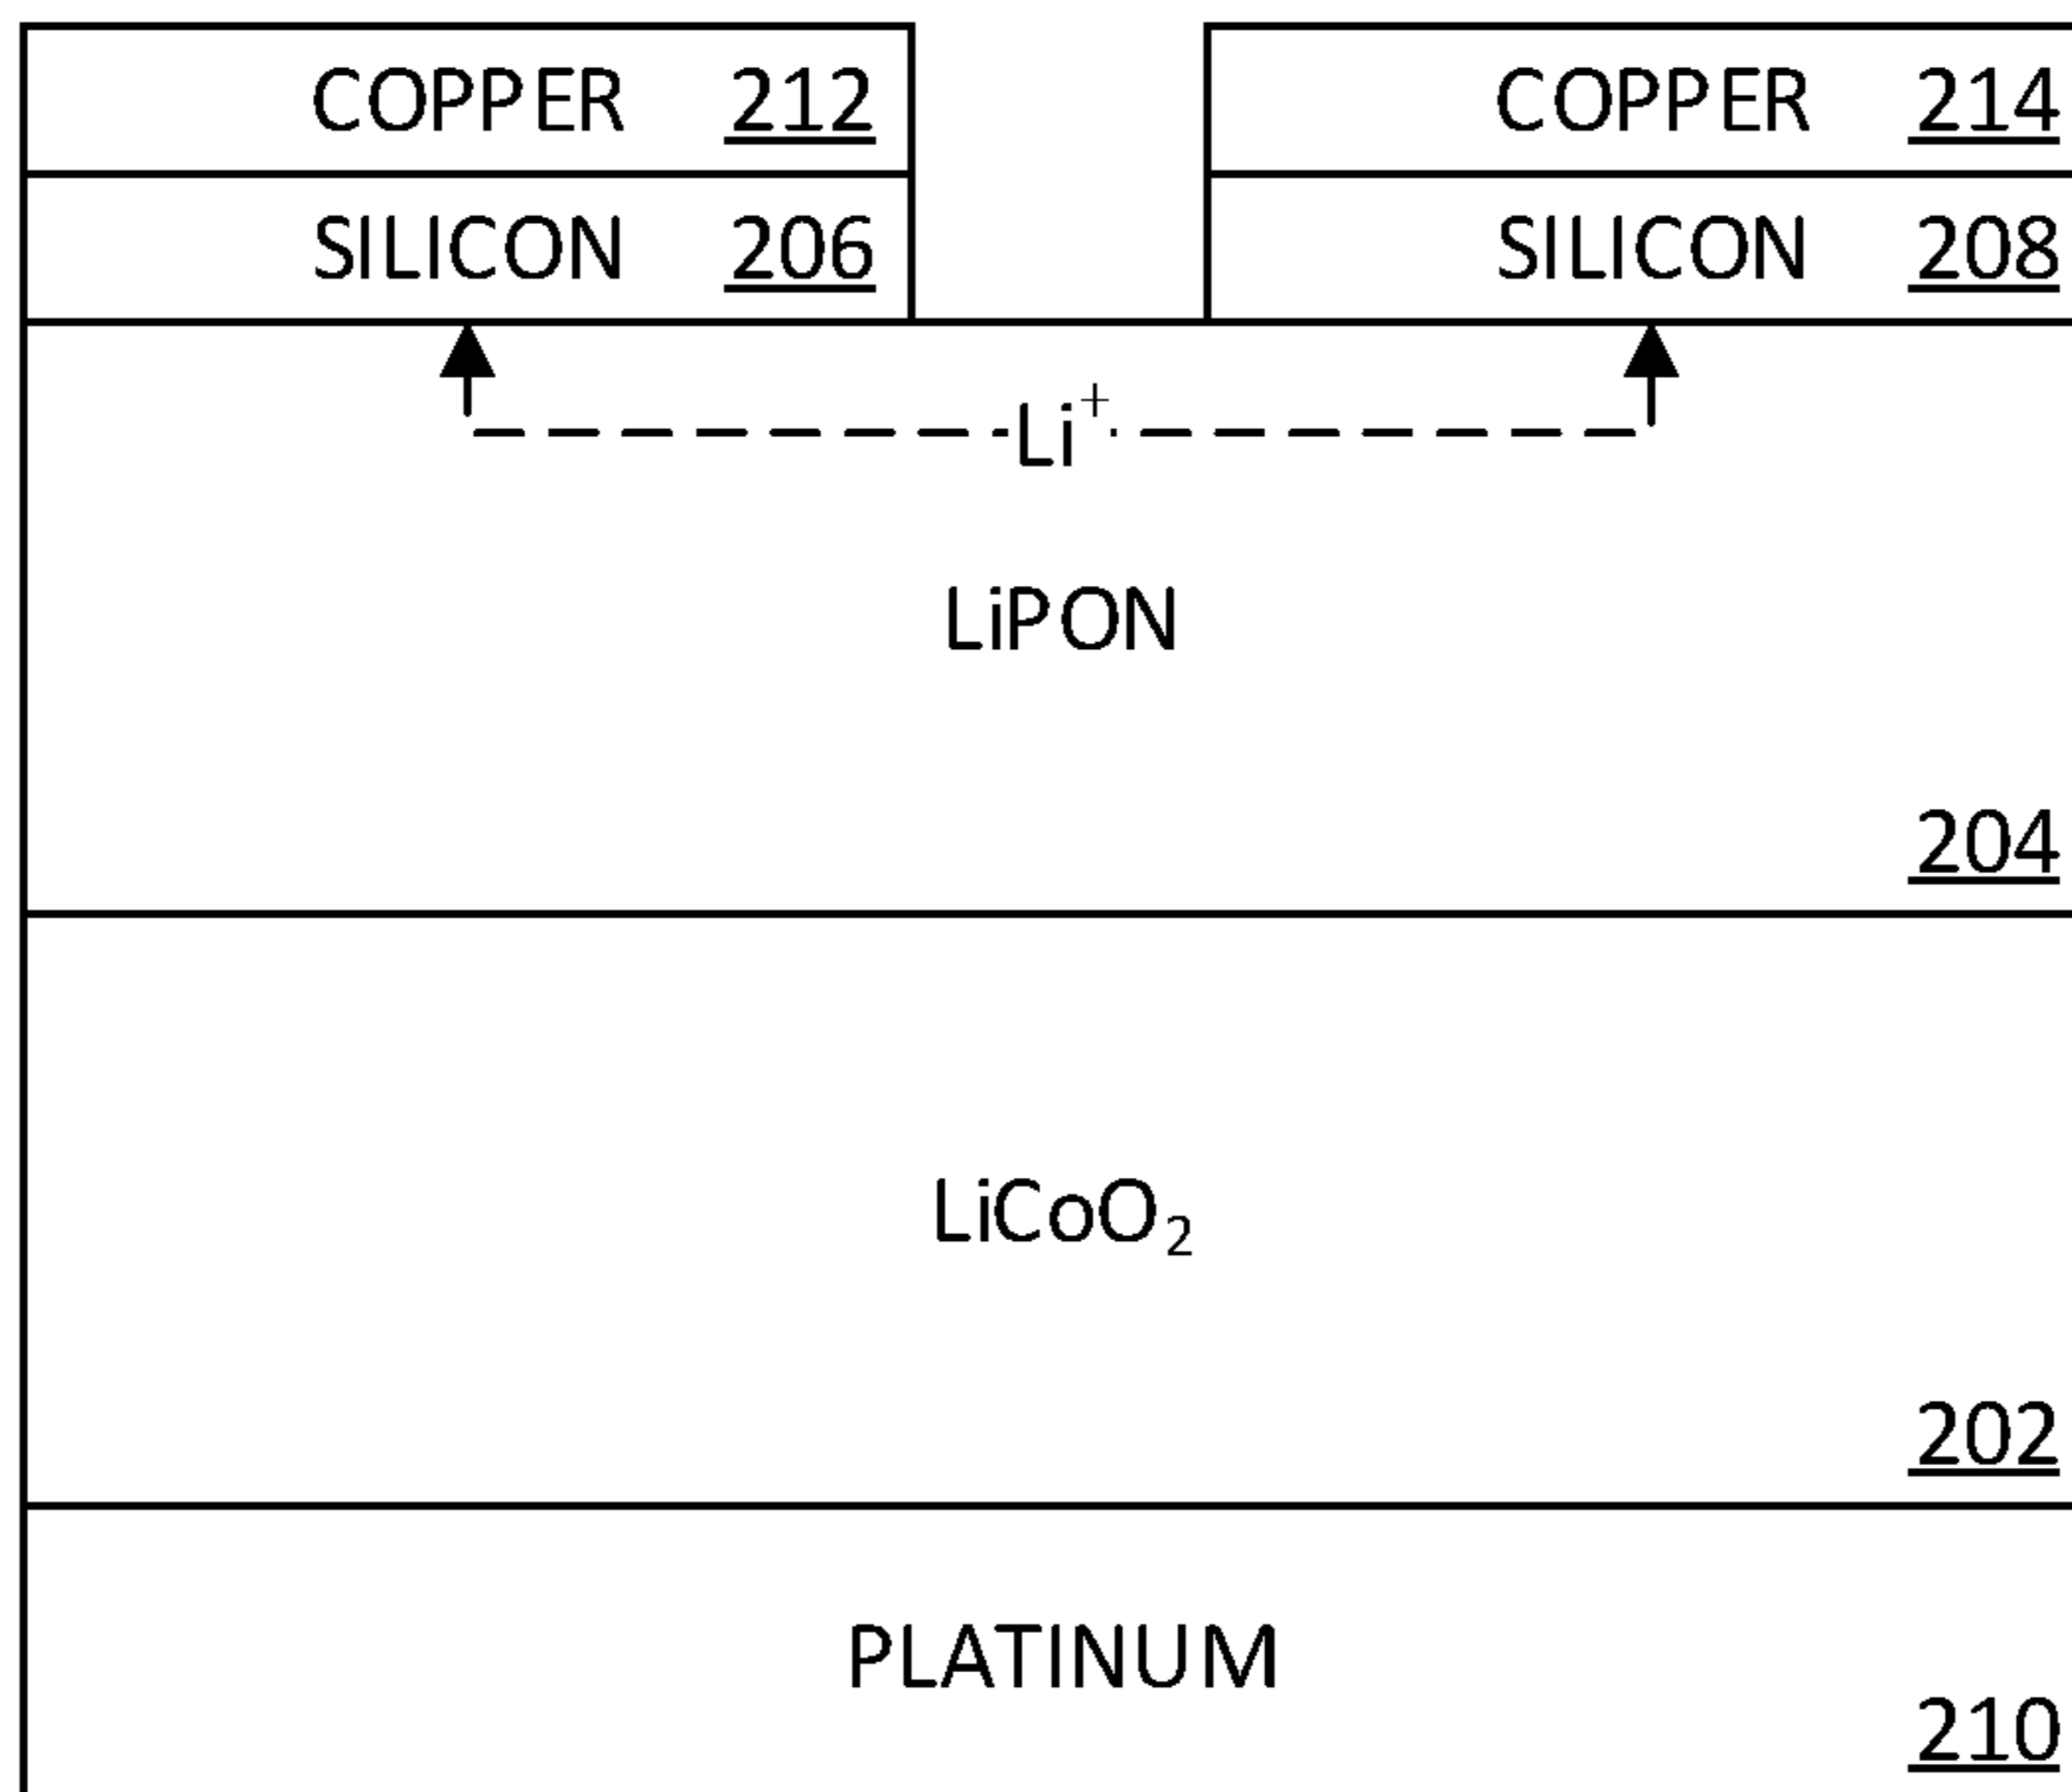 COPPER 212 COPPER 214
SILICON 206 SILICON 208
Li⁺
LiPON
204
LiCoO₂
202
PLATINUM
210